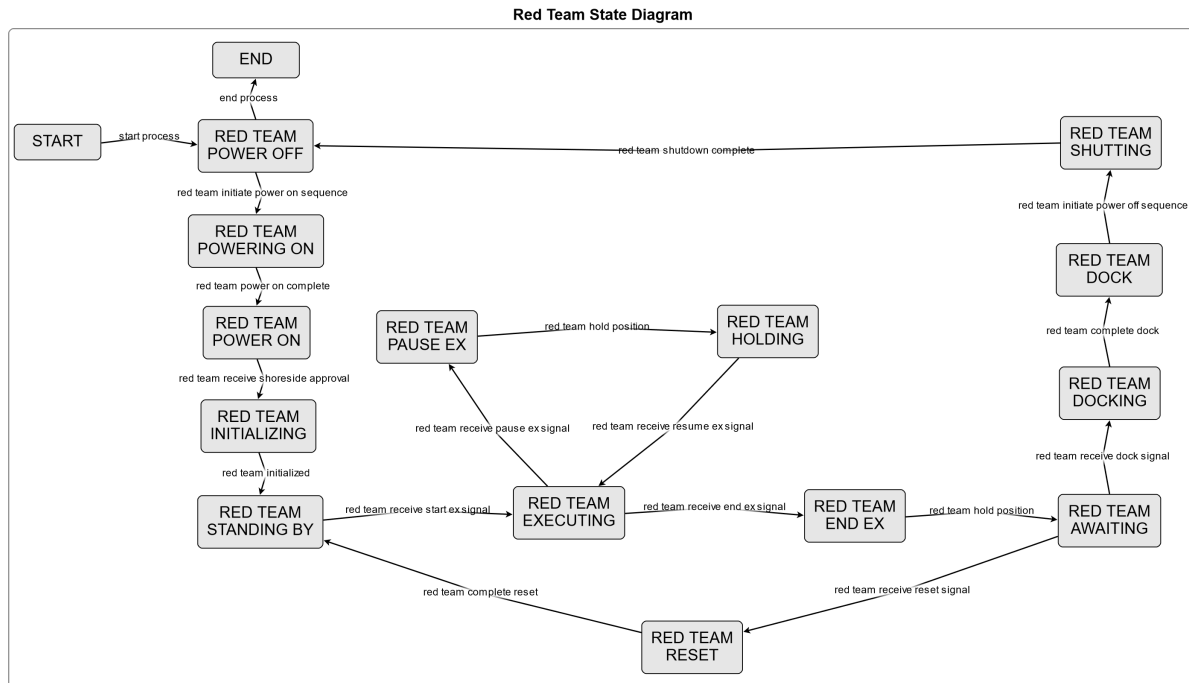 Red Team State Diagram
END
end process
START
start process
RED TEAM
POWER OFF
red team shutdown complete
RED TEAM
SHUTTING
red team initiate power on sequence
red team initiate power off sequence
RED TEAM
POWERING ON
RED TEAM
DOCK
red team power on complete
RED TEAM
POWER ON
RED TEAM
PAUSE EX
red team hold position
RED TEAM
HOLDING
red team complete dock
red team receive shoreside approval
RED TEAM
DOCKING
RED TEAM
INITIALIZING
red team receive pause ex signal
red team receive resume ex signal
red team receive dock signal
red team initialized
RED TEAM
STANDING BY
red team receive start ex signal
RED TEAM
EXECUTING
red team receive end ex signal
RED TEAM
END EX
red team hold position
RED TEAM
AWAITING
red team complete reset
red team receive reset signal
RED TEAM
RESET